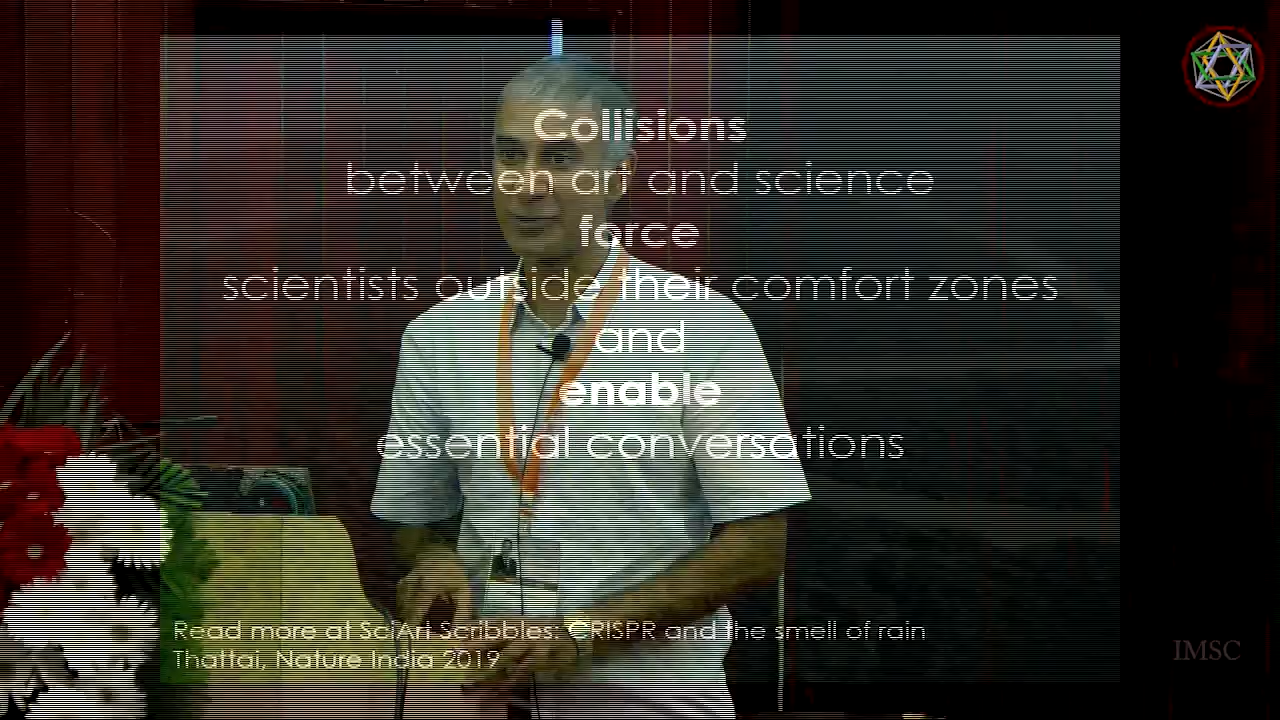 Collisions
between art and science
force
scientists outside their comfort zones
and
enable
essential conversations
Read more at SciArt Scribbles: CRISPR and the smell of rain
Thattai, Nature India 2019
IMSC